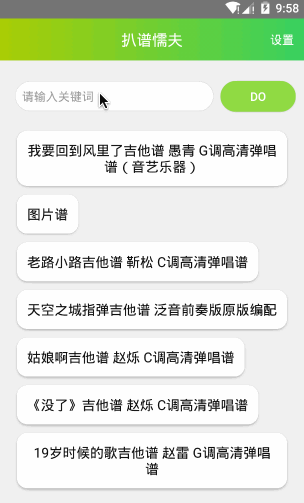 9:58
扒谱懦夫
设置
请输入关键词
DO
我要回到风里了吉他谱 愚青 G调高清弹唱
谱（音艺乐器）
图片谱
老路小路吉他谱 靳松 C调高清弹唱谱
天空之城指弹吉他谱 泛音前奏版原版编配
姑娘啊吉他谱 赵烁 C调高清弹唱谱
《没了》吉他谱 赵烁 C调高清弹唱谱
19岁时候的歌吉他谱 赵雷 G调高清弹唱
谱